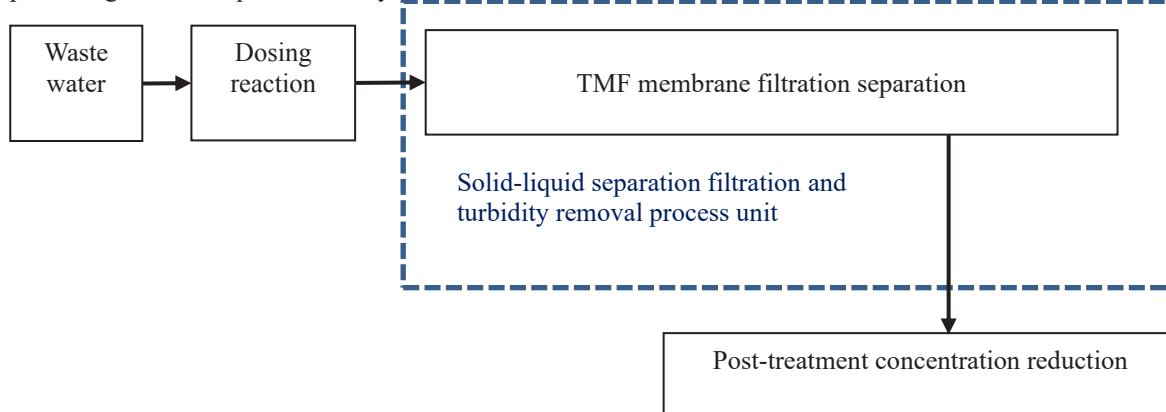 Waste
water
Dosing
reaction
TMF membrane filtration separation
Solid-liquid separation filtration and
turbidity removal process unit
Post-treatment concentration reduction